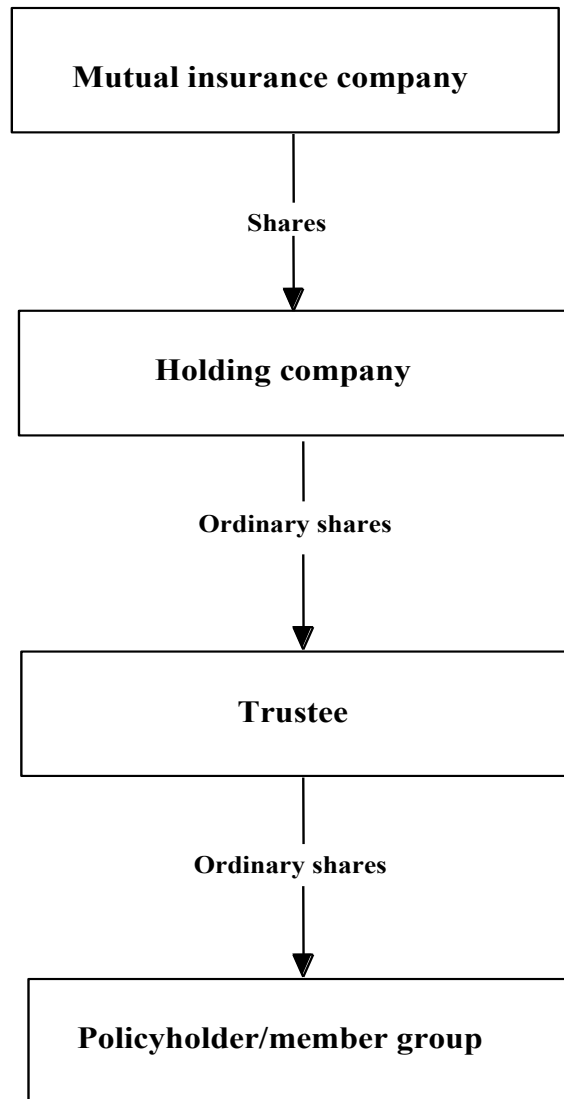 Mutual insurance company
Shares
Holding company
Ordinary shares
Trustee
Ordinary shares
Policyholder/member group